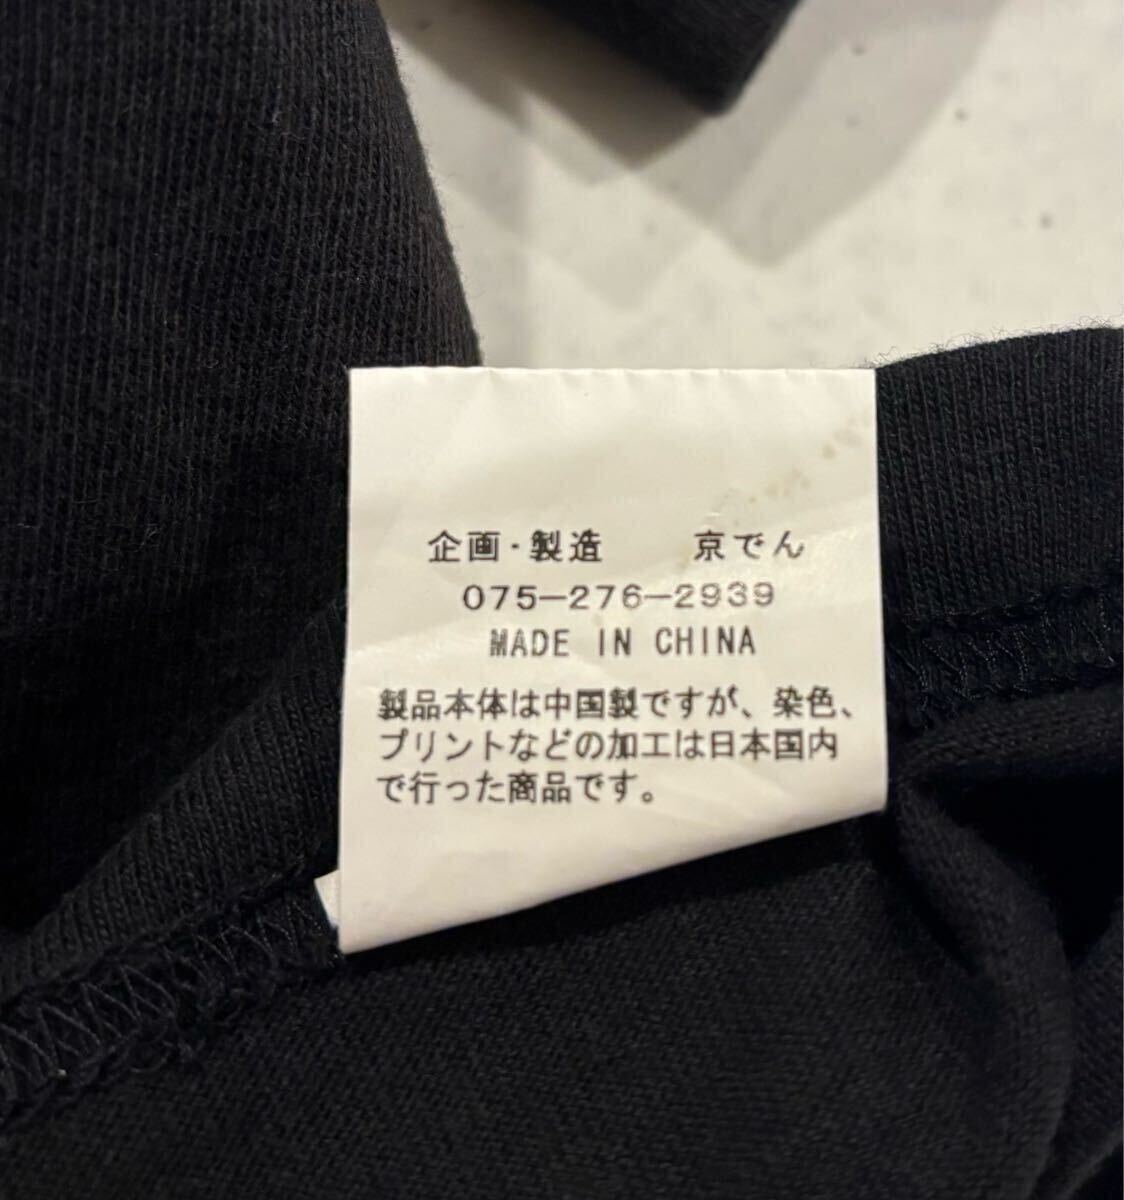 企画・製造　　京でん
075-276-2939
MADE IN CHINA
製品本体は中国製ですが、染色、
プリントなどの加工は日本国内
で行った商品です。